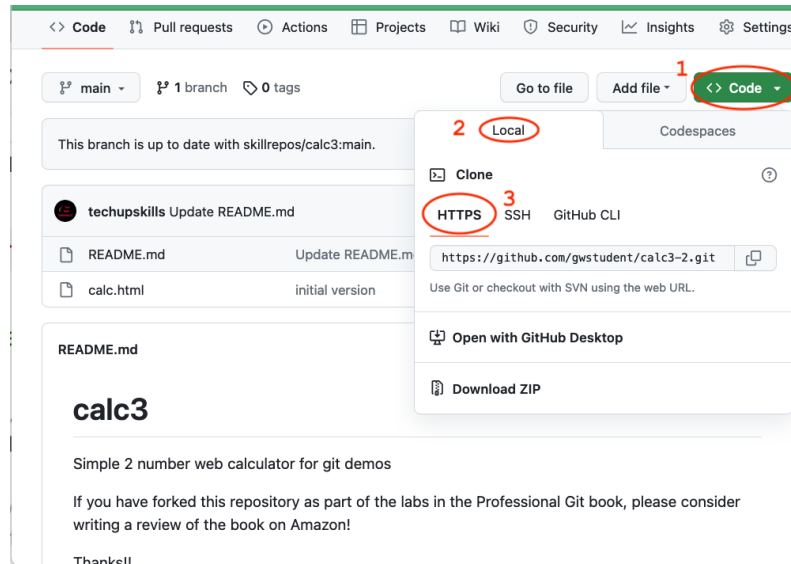 <> Code Pull requests Actions Projects Wiki Security Insights Settings
1
main 1 branch 0 tags Go to file Add file <> Code
2 Local Codespaces
This branch is up to date with skillrepos/calc3:main.
Clone
3
HTTPS SSH GitHub CLI
techupskills Update README.md
https://github.com/gwstudent/calc3-2.git
README.md Update README.m
calc.html initial version
Use Git or checkout with SVN using the web URL.
Open with GitHub Desktop
README.md
Download ZIP
calc3
Simple 2 number web calculator for git demos
If you have forked this repository as part of the labs in the Professional Git book, please consider
writing a review of the book on Amazon!
Thanks!!